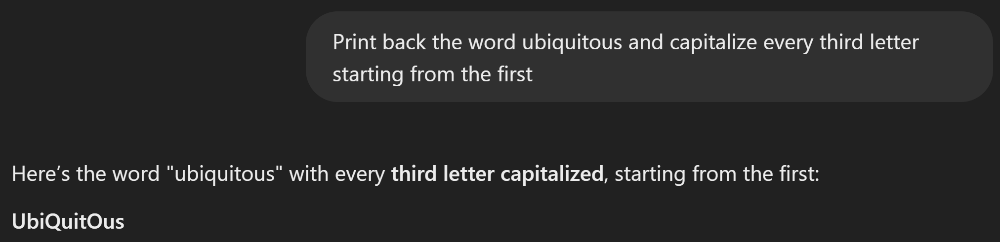 Print back the word ubiquitous and capitalize every third letter
starting from the first
Here’s the word "ubiquitous" with every third letter capitalized, starting from the first:
UbiQuitOus